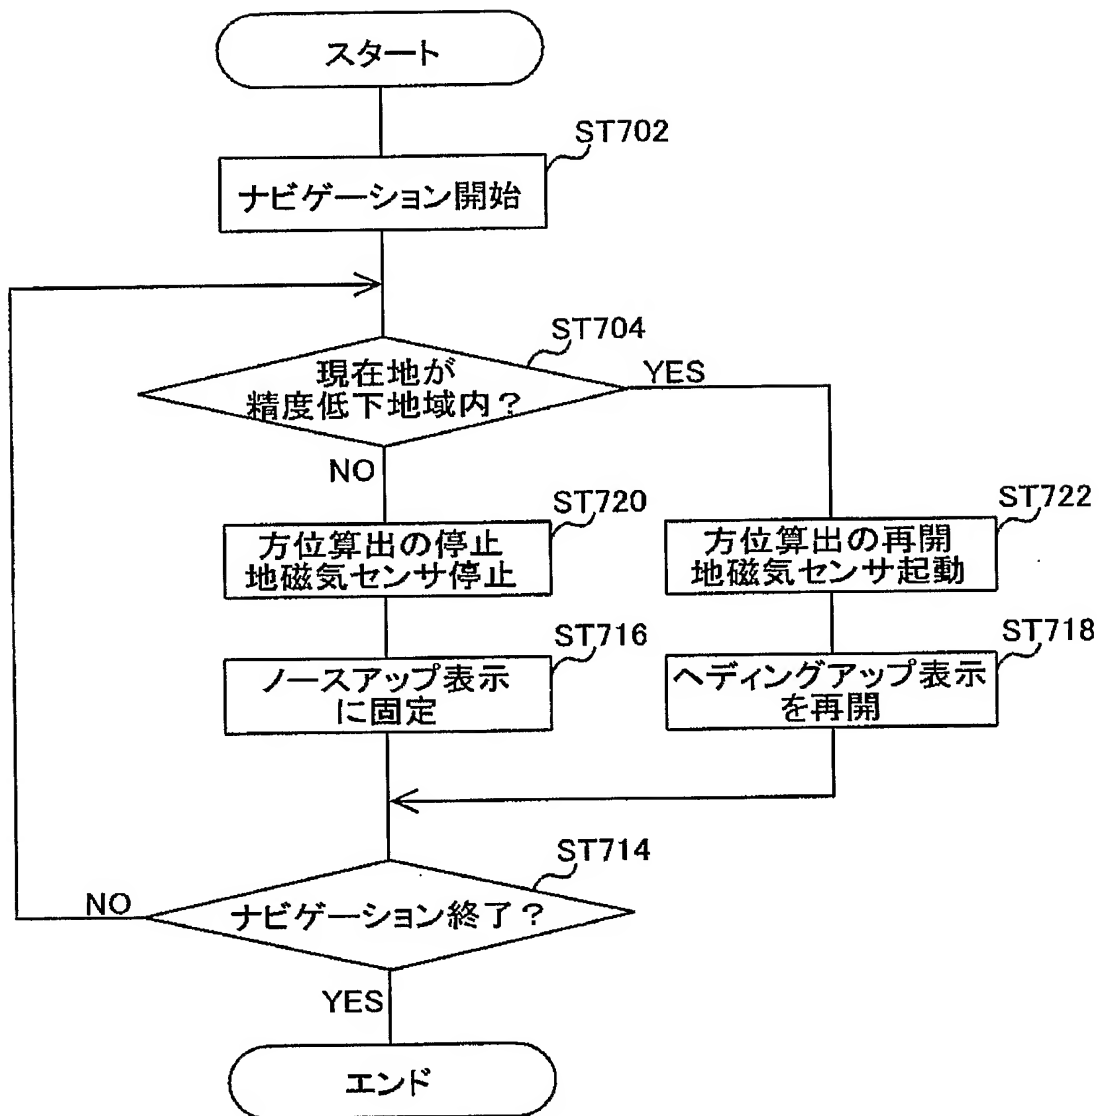 スタート
ST702
ナビゲーション開始
ST704
現在地が
精度低下地域内?
YES
NO
ST720
方位算出の停止
地磁気センサ停止
ST722
方位算出の再開
地磁気センサ起動
ST716
ノースアップ表示
に固定
ST718
ヘディングアップ表示
を再開
ST714
ナビゲーション終了?
NO
YES
エンド